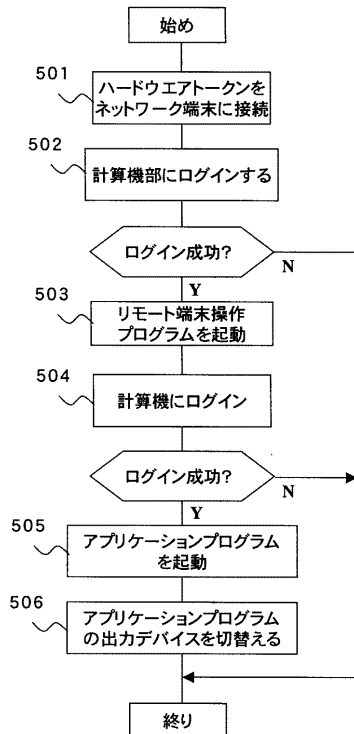 始め
501
ハードウエアトークンを
ネットワーク端末に接続
502
計算機部にログインする
ログイン成功?
N
Y
503
リモート端末操作
プログラムを起動
504
計算機にログイン
ログイン成功?
N
Y
505
アプリケーションプログラム
を起動
506
アプリケーションプログラム
の出力デバイスを切替える
終り